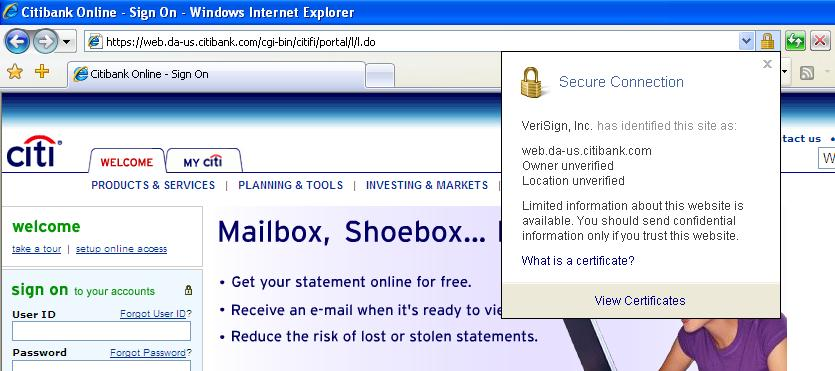 Citibank Online - Sign On - Windows Internet Explorer
https://web.da-us.citibank.com/cgi-bin/citifi/portal/l/l.do
Citibank Online - Sign On
Secure Connection
VeriSign, Inc. has identified this site as:
web.da-us.citibank.com
Owner unverified
Location unverified
Limited information about this website is
available. You should send confidential
information only if you trust this website.
What is a certificate?
View Certificates
tact us
citi
WELCOME
MY citi
W
PRODUCTS & SERVICES | PLANNING & TOOLS | INVESTING & MARKETS |
welcome
take a tour | setup online access
sign on to your accounts
User ID Forgot User ID?
Password Forgot Password?
Mailbox, Shoebox...
• Get your statement online for free.
• Receive an e-mail when it's ready to vie
• Reduce the risk of lost or stolen statements.